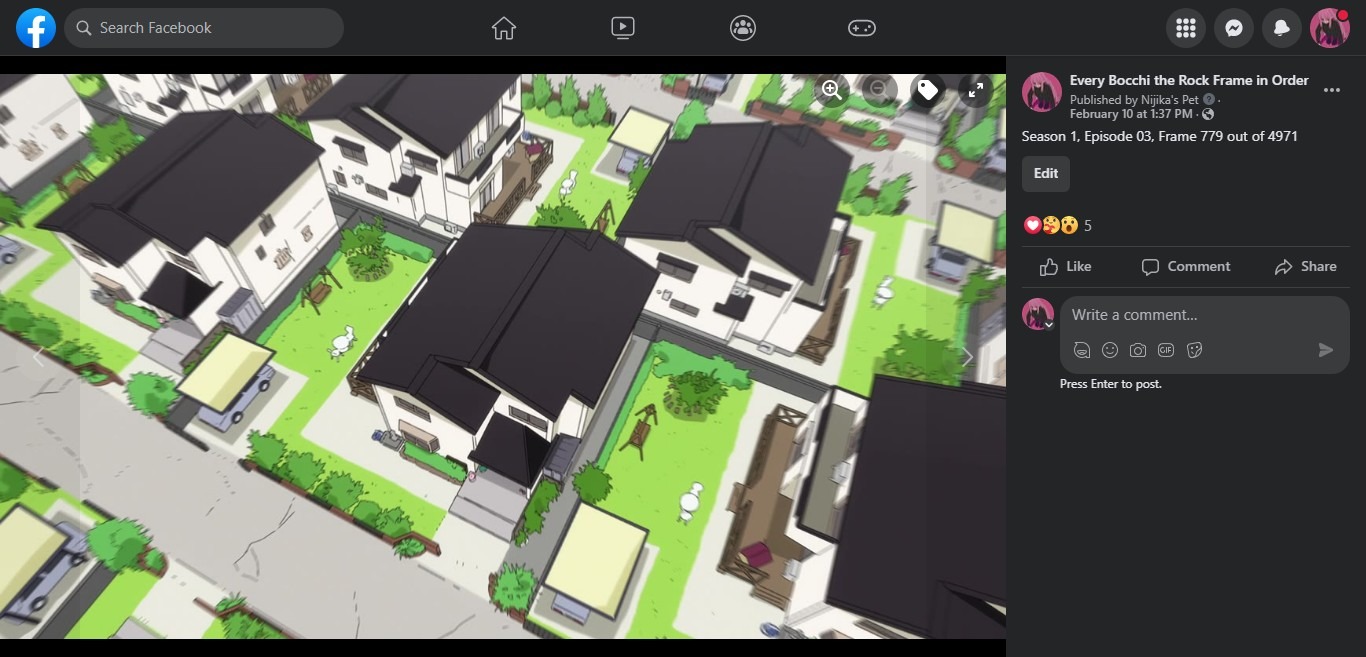 Search Facebook
Every Bocchi the Rock Frame in Order
Published by Nijika's Pet ·
February 10 at 1:37 PM ·
Season 1, Episode 03, Frame 779 out of 4971
Edit
5
Like
Comment
Share
Write a comment...
GIF
Press Enter to post.